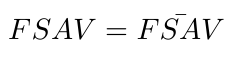 FSAV = FS̄AV